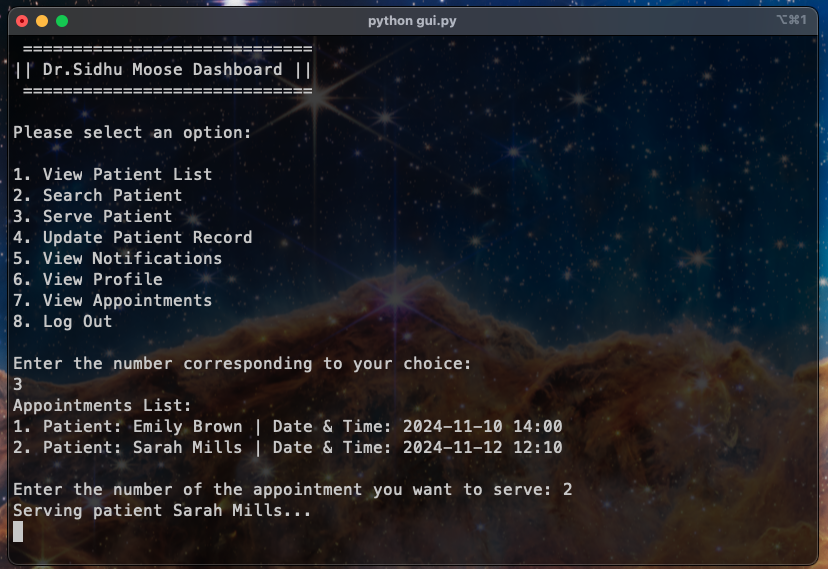 python gui.py
⌥⌘1
=============================
|| Dr.Sidhu Moose Dashboard ||
=============================
Please select an option:
1. View Patient List
2. Search Patient
3. Serve Patient
4. Update Patient Record
5. View Notifications
6. View Profile
7. View Appointments
8. Log Out
Enter the number corresponding to your choice:
3
Appointments List:
1. Patient: Emily Brown | Date & Time: 2024-11-10 14:00
2. Patient: Sarah Mills | Date & Time: 2024-11-12 12:10
Enter the number of the appointment you want to serve: 2
Serving patient Sarah Mills...